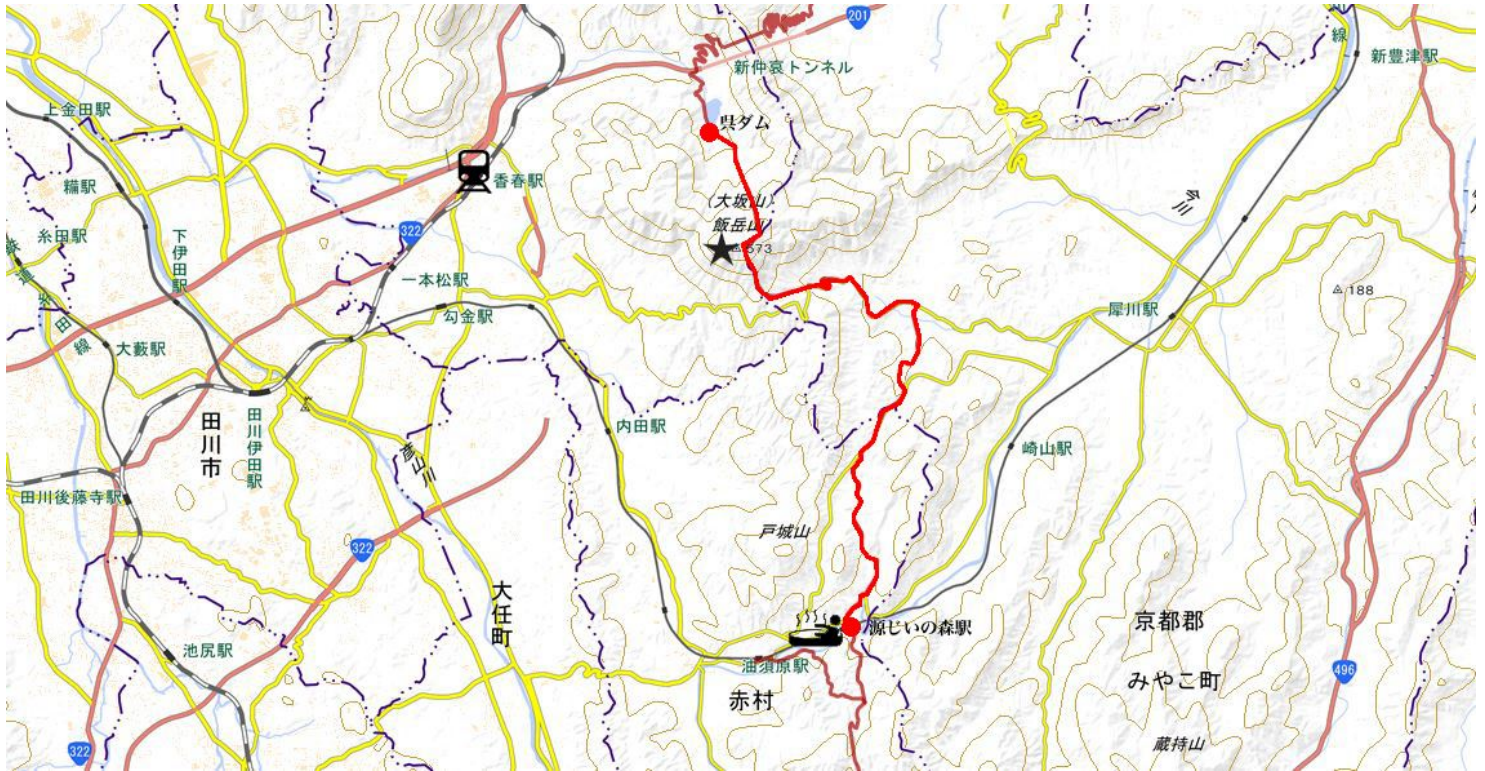 201
線
新豊津駅
新仲哀トンネル
上金田駅
呉ダム
香春駅
糒駅
(大坂山)
飯岳山
今川
322
糸田駅
下伊田駅
573
鉄道
田線
一本松駅
188
勾金駅
犀川駅
大藪駅
田川市
田川伊田駅
内田駅
彦山川
崎山駅
田川後藤寺駅
戸城山
322
大任町
源じいの森駅
京都郡
池尻駅
油須原駅
みやこ町
496
赤村
322
蔵持山